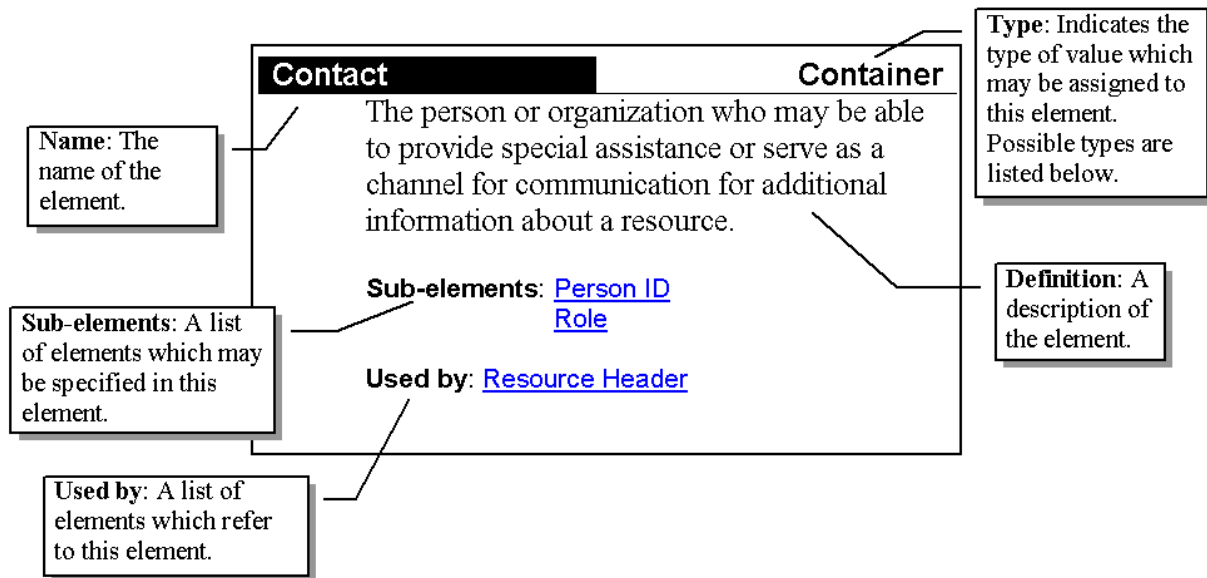 Contact Container
The person or organization who may be able
to provide special assistance or serve as a
channel for communication for additional
information about a resource.
Sub-elements: Person ID
Role
Used by: Resource Header
Type: Indicates the
type of value which
may be assigned to
this element.
Possible types are
listed below.
Name: The
name of the
element.
Definition: A
description of
the element.
Sub-elements: A list
of elements which may
be specified in this
element.
Used by: A list of
elements which refer
to this element.